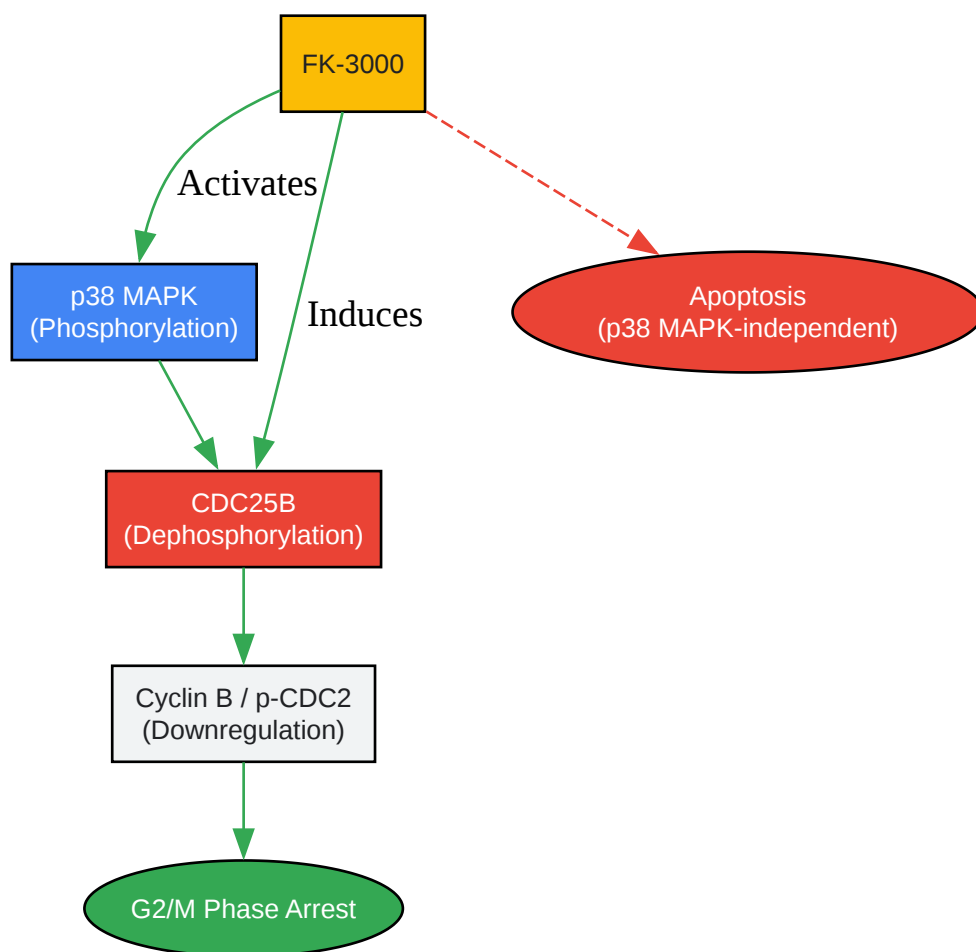 FK-3000
Activates
p38 MAPK
(Phosphorylation)
Induces
Apoptosis
(p38 MAPK-independent)
CDC25B
(Dephosphorylation)
Cyclin B / p-CDC2
(Downregulation)
G2/M Phase Arrest